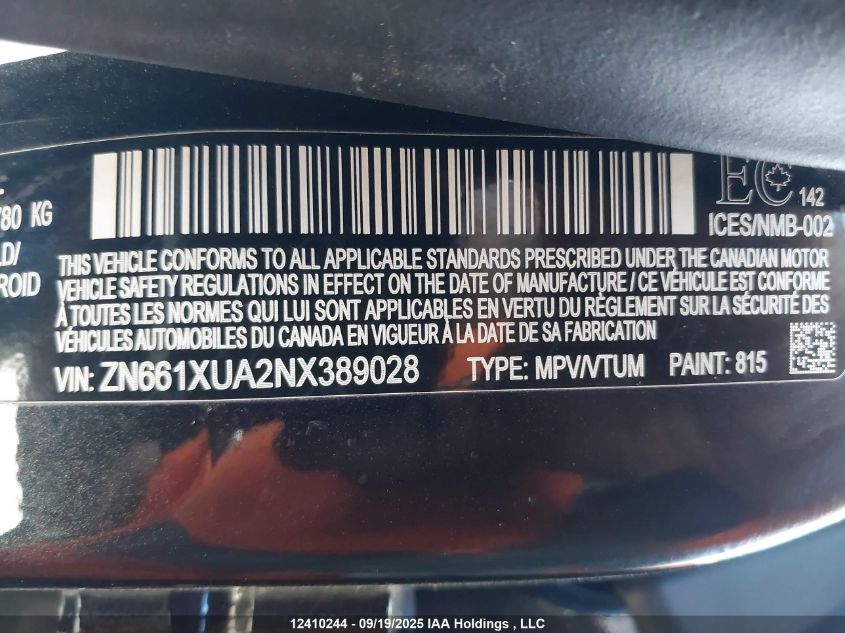 780 KG
LD/
ROID
EC 142
ICES/NMB-002
THIS VEHICLE CONFORMS TO ALL APPLICABLE STANDARDS PRESCRIBED UNDER THE CANADIAN MOTOR
VEHICLE SAFETY REGULATIONS IN EFFECT ON THE DATE OF MANUFACTURE / CE VÉHICULE EST CONFORME
À TOUTES LES NORMES QUI LUI SONT APPLICABLES EN VERTU DU RÈGLEMENT SUR LA SÉCURITÉ DES
VÉHICULES AUTOMOBILES DU CANADA EN VIGUEUR À LA DATE DE SA FABRICATION
VIN: ZN661XUA2NX389028 TYPE: MPV/VTUM PAINT: 815
12410244 - 09/19/2025 IAA Holdings , LLC